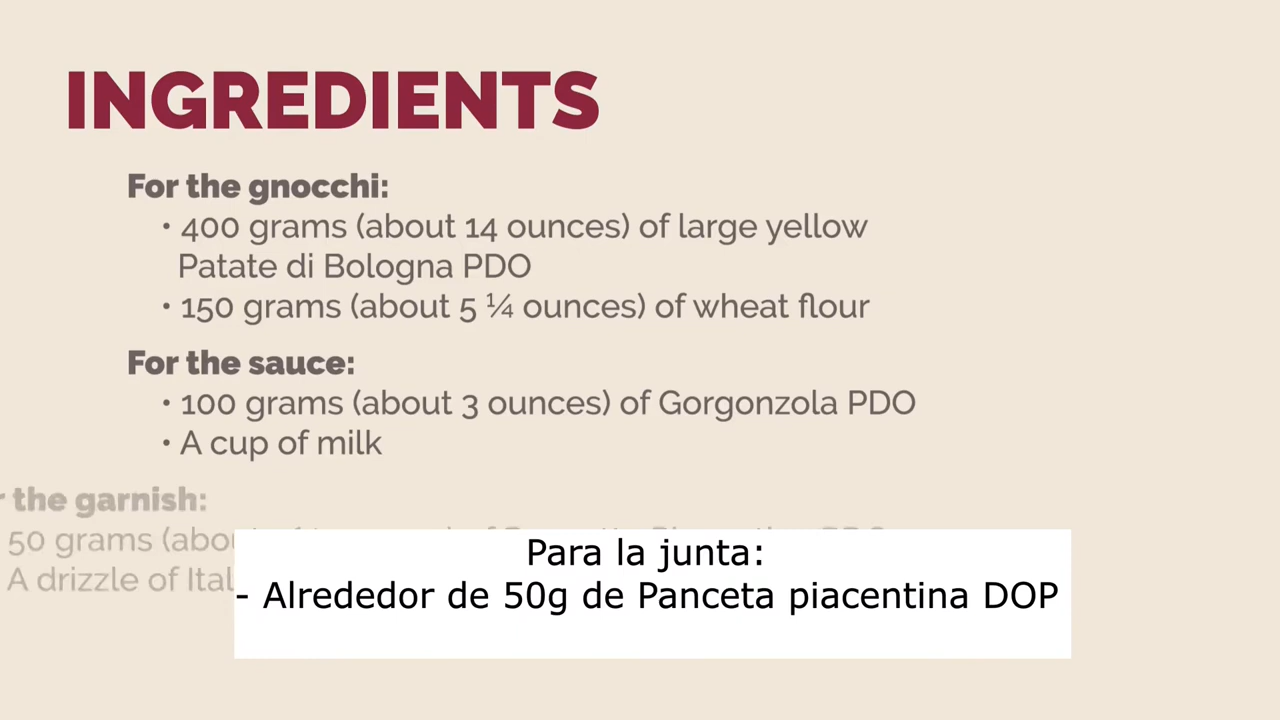 INGREDIENTS
For the gnocchi:
• 400 grams (about 14 ounces) of large yellow
Patate di Bologna PDO
• 150 grams (about 5 ¼ ounces) of wheat flour
For the sauce:
• 100 grams (about 3 ounces) of Gorgonzola PDO
• A cup of milk
the garnish:
50 grams
A drizzle of
Para la junta:
- Alrededor de 50g de Panceta piacentina DOP